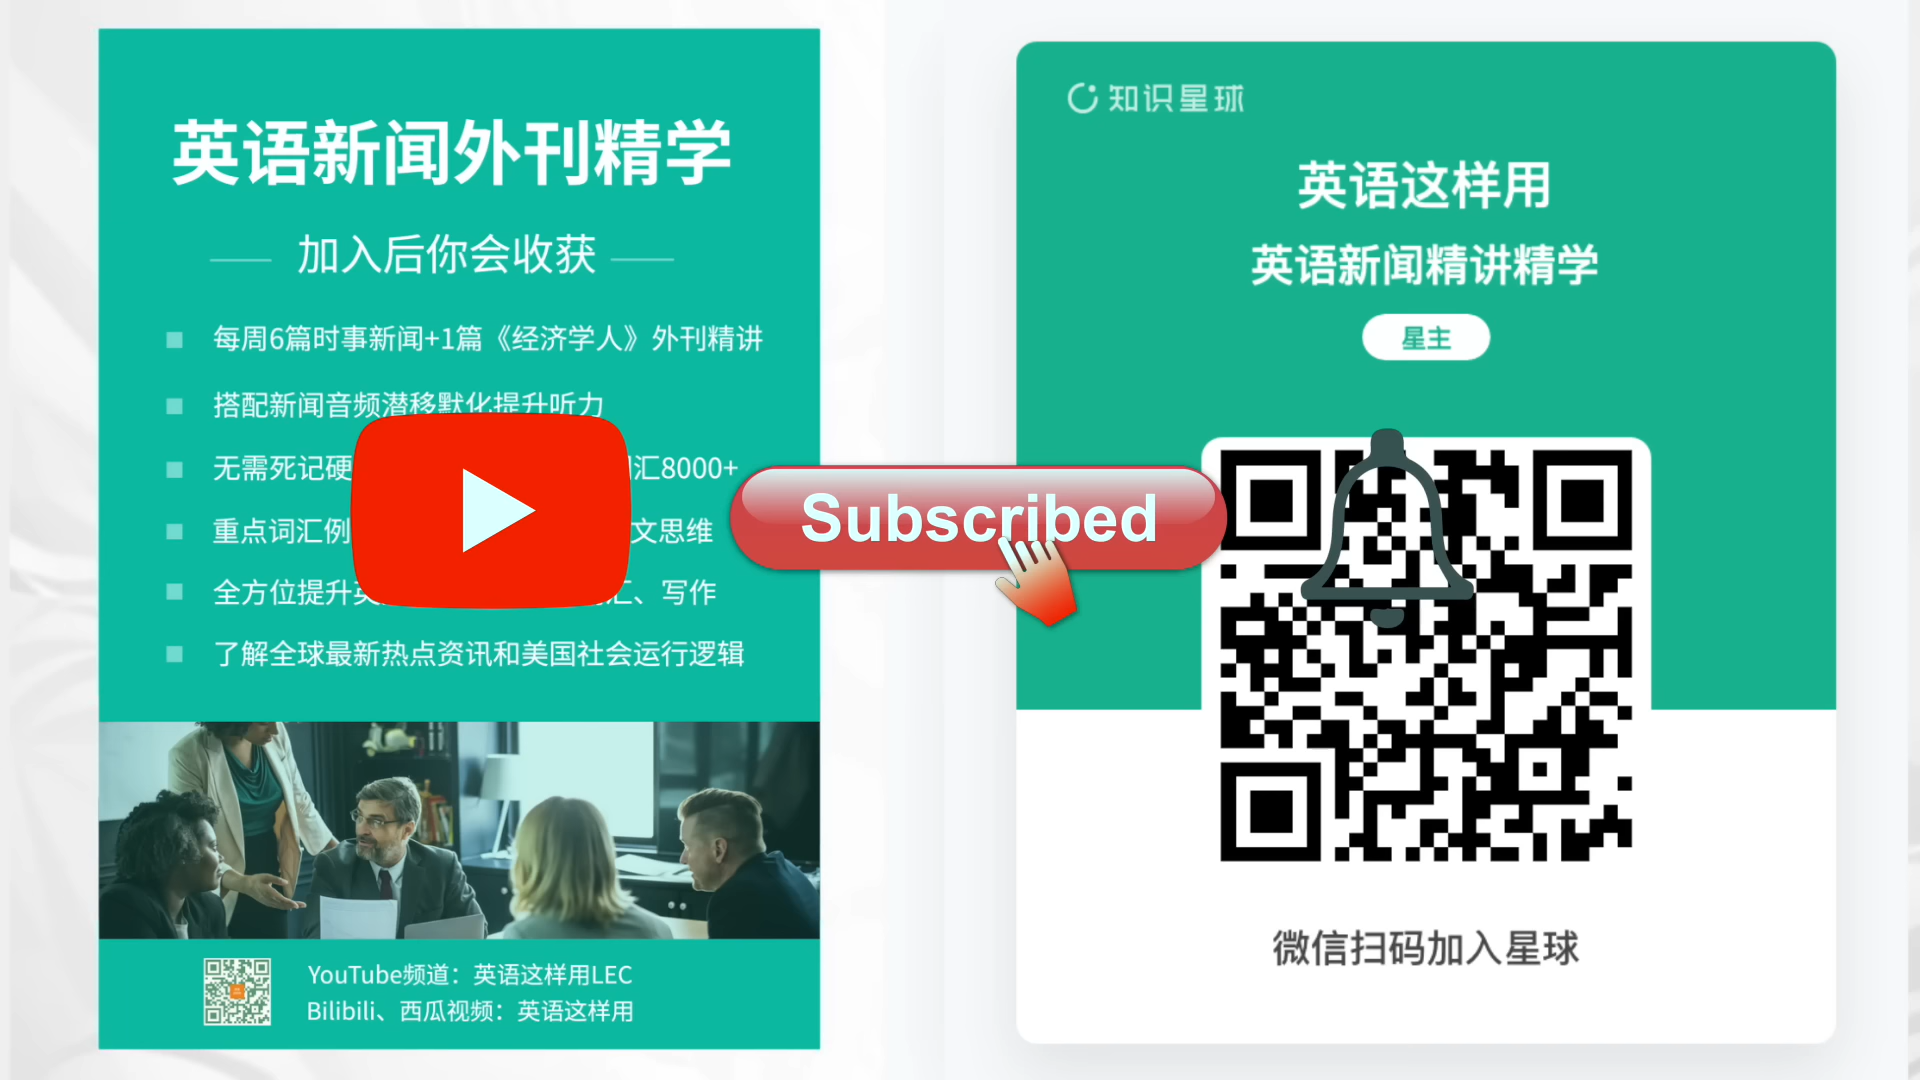 英语新闻外刊精学
加入后你会收获
每周6篇时事新闻+1篇《经济学人》外刊精讲
搭配新闻音频潜移默化提升听力
无需死记硬
汇8000+
重点词汇例
文思维
全方位提升英
汇、写作
了解全球最新热点资讯和美国社会运行逻辑
YouTube频道：英语这样用LEC
Bilibili、西瓜视频：英语这样用
Subscribed
知识星球
英语这样用
英语新闻精讲精学
星主
微信扫码加入星球